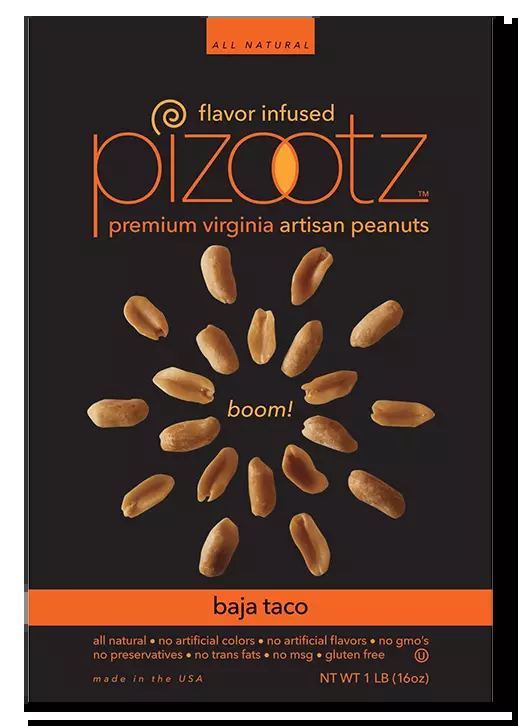 ALL NATURAL
flavor infused
pizootz™
premium virginia artisan peanuts
boom!
baja taco
all natural • no artificial colors • no artificial flavors • no gmo's
no preservatives • no trans fats • no msg • gluten free U
made in the USA NT WT 1 LB (16oz)